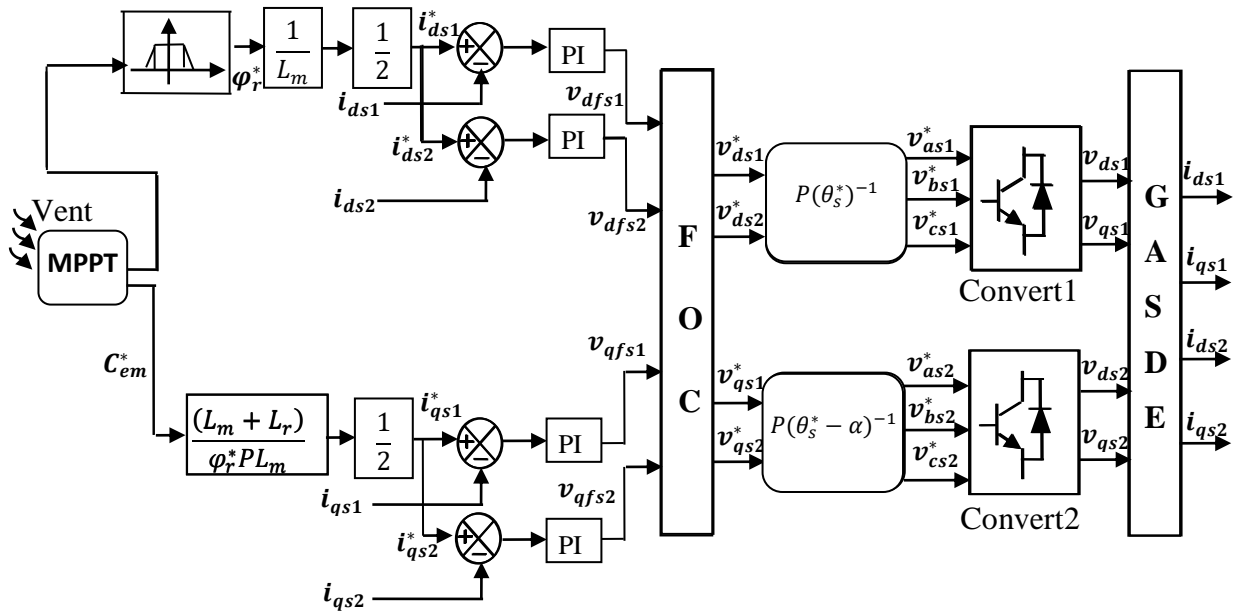 φ*r
1/Lm
1/2
i*ds1
PI
ids1
vdfs1
i*ds2
PI
ids2
vdfs2
Vent
MPPT
C*em
(Lm + Lr)/φ*r PLm
1/2
i*qs1
PI
iqs1
vqfs1
i*qs2
PI
iqs2
vqfs2
F
O
C
v*ds1
v*ds2
v*qs1
v*qs2
P(θ*s)⁻¹
P(θ*s − α)⁻¹
v*as1
v*bs1
v*cs1
Convert1
v*as2
v*bs2
v*cs2
Convert2
vds1
vqs1
vds2
vqs2
G
A
S
D
E
ids1
iqs1
ids2
iqs2